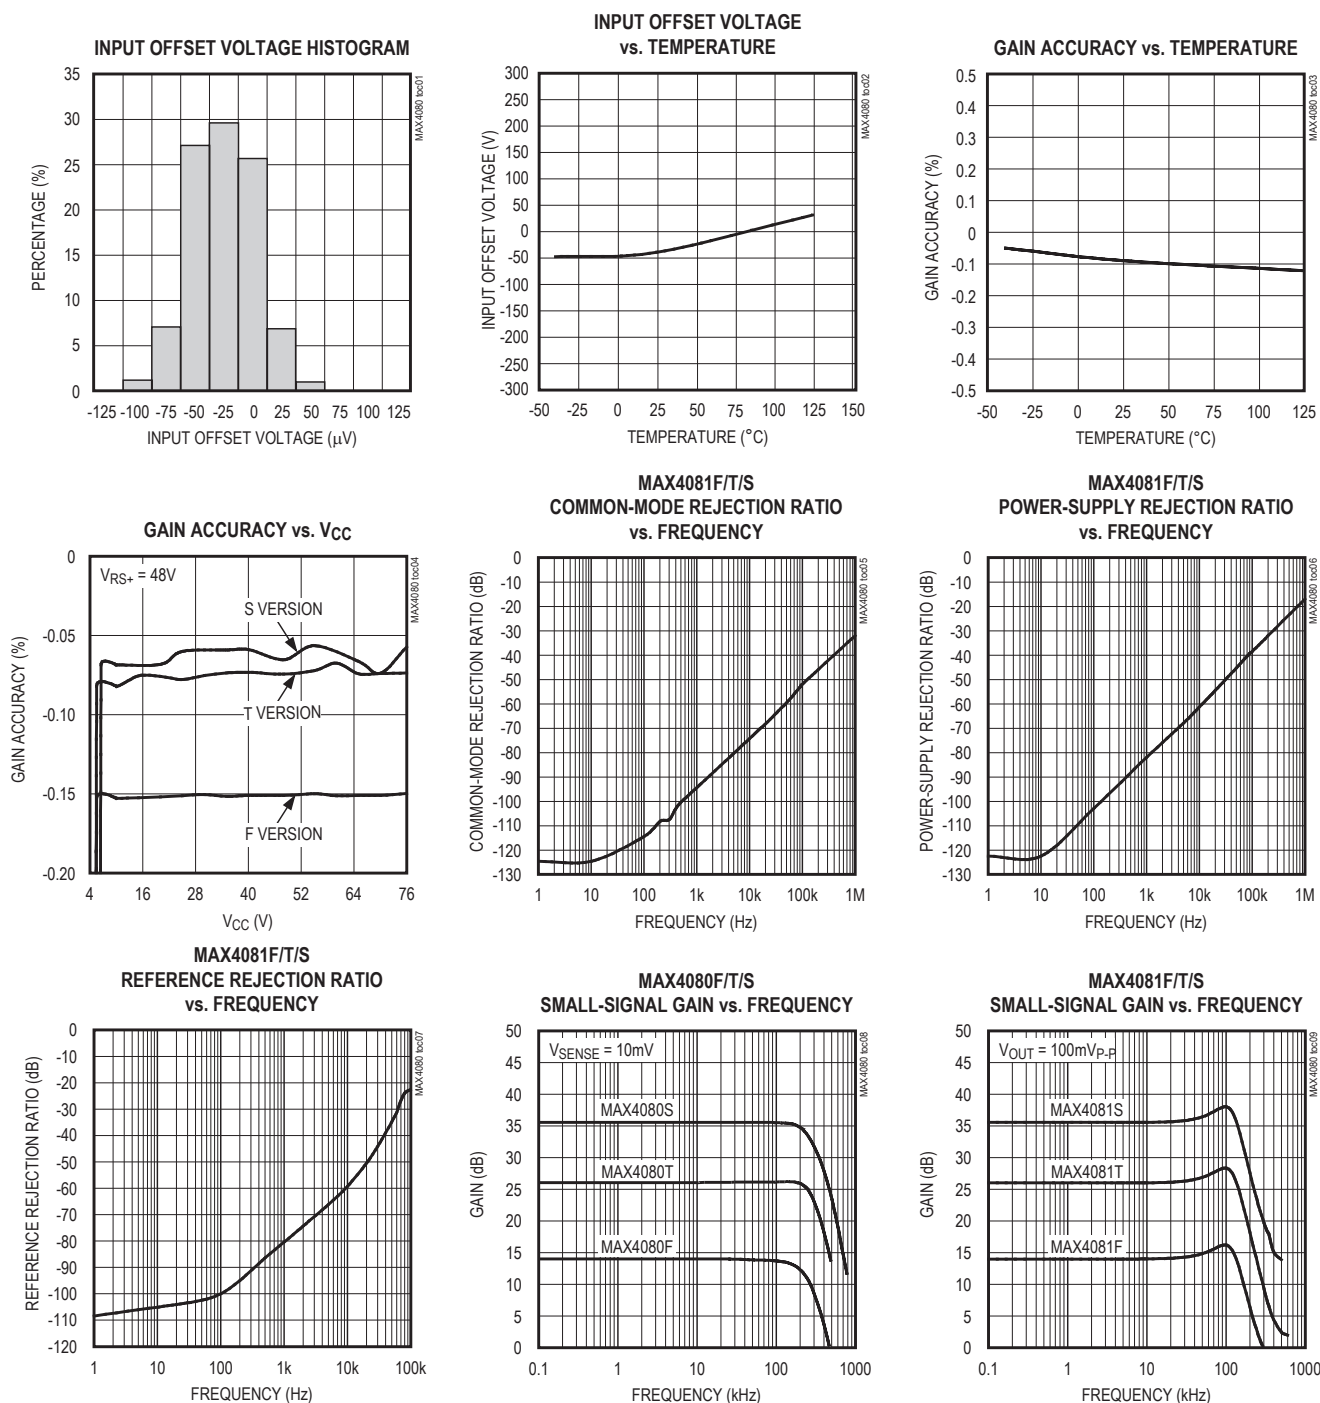 INPUT OFFSET VOLTAGE HISTOGRAM
35
30
25
20
15
10
5
0
PERCENTAGE (%)
-125 -100 -75 -50 -25 0 25 50 75 100 125
INPUT OFFSET VOLTAGE (µV)
MAX4080 toc01
INPUT OFFSET VOLTAGE
vs. TEMPERATURE
300
250
200
150
100
50
0
-50
-100
-150
-200
-250
-300
INPUT OFFSET VOLTAGE (V)
-50 -25 0 25 50 75 100 125 150
TEMPERATURE (°C)
MAX4080 toc02
GAIN ACCURACY vs. TEMPERATURE
0.5
0.4
0.3
0.2
0.1
0
-0.1
-0.2
-0.3
-0.4
-0.5
GAIN ACCURACY (%)
-50 -25 0 25 50 75 100 125
TEMPERATURE (°C)
MAX4080 toc03
GAIN ACCURACY vs. VCC
VRS+ = 48V
S VERSION
T VERSION
F VERSION
0
-0.05
-0.10
-0.15
-0.20
GAIN ACCURACY (%)
4 16 28 40 52 64 76
VCC (V)
MAX4080 toc04
MAX4081F/T/S
COMMON-MODE REJECTION RATIO
vs. FREQUENCY
0
-10
-20
-30
-40
-50
-60
-70
-80
-90
-100
-110
-120
-130
COMMON-MODE REJECTION RATIO (dB)
1 10 100 1k 10k 100k 1M
FREQUENCY (Hz)
MAX4080 toc05
MAX4081F/T/S
POWER-SUPPLY REJECTION RATIO
vs. FREQUENCY
0
-10
-20
-30
-40
-50
-60
-70
-80
-90
-100
-110
-120
-130
POWER-SUPPLY REJECTION RATIO (dB)
1 10 100 1k 10k 100k 1M
FREQUENCY (Hz)
MAX4080 toc06
MAX4081F/T/S
REFERENCE REJECTION RATIO
vs. FREQUENCY
0
-10
-20
-30
-40
-50
-60
-70
-80
-90
-100
-110
-120
REFERENCE REJECTION RATIO (dB)
1 10 100 1k 10k 100k
FREQUENCY (Hz)
MAX4080 toc07
MAX4080F/T/S
SMALL-SIGNAL GAIN vs. FREQUENCY
VSENSE = 10mV
MAX4080S
MAX4080T
MAX4080F
50
45
40
35
30
25
20
15
10
5
0
GAIN (dB)
0.1 1 10 100 1000
FREQUENCY (kHz)
MAX4080 toc08
MAX4081F/T/S
SMALL-SIGNAL GAIN vs. FREQUENCY
VOUT = 100mVP-P
MAX4081S
MAX4081T
MAX4081F
50
45
40
35
30
25
20
15
10
5
0
GAIN (dB)
0.1 1 10 100 1000
FREQUENCY (kHz)
MAX4080 toc09